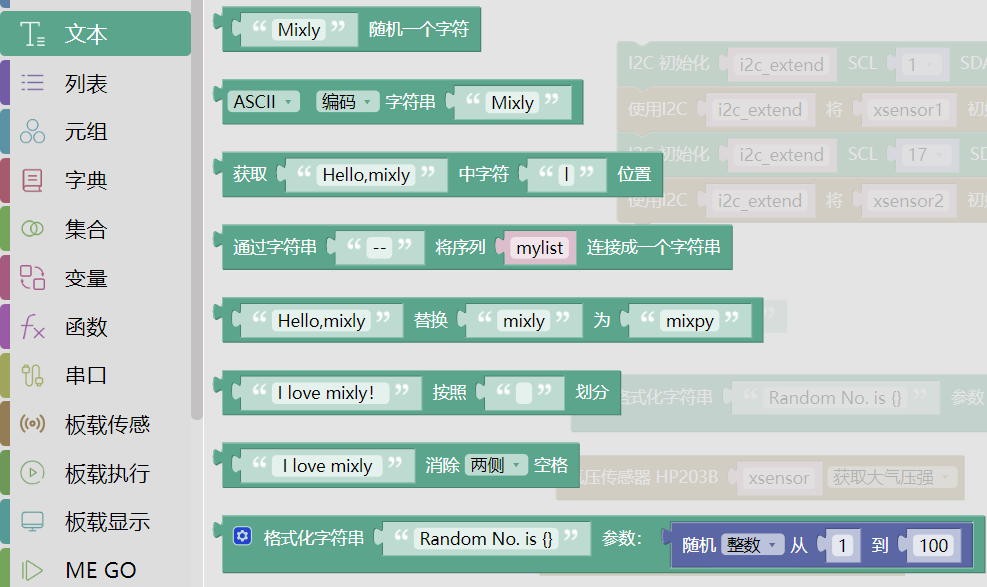 文本
列表
元组
字典
集合
变量
函数
串口
板载传感
板载执行
板载显示
ME GO
“ Mixly ” 随机一个字符
ASCII 编码 字符串 “ Mixly ”
获取 “ Hello,mixly ” 中字符 “ l ” 位置
通过字符串 “ -- ” 将序列 mylist 连接成一个字符串
“ Hello,mixly ” 替换 “ mixly ” 为 “ mixpy ”
“ I love mixly! ” 按照 “ ” 划分
“ I love mixly ” 消除 两侧 空格
格式化字符串 “ Random No. is {} ” 参数: 随机 整数 从 1 到 100
I2C 初始化 i2c_extend SCL 1 SDA
使用I2C i2c_extend 将 xsensor1 初
初始化 i2c_extend SCL 17 SD
使用I2C i2c_extend 将 xsensor2 初
式化字符串 “ Random No. is {} ” 参数
压传感器 HP203B xsensor 获取大气压强